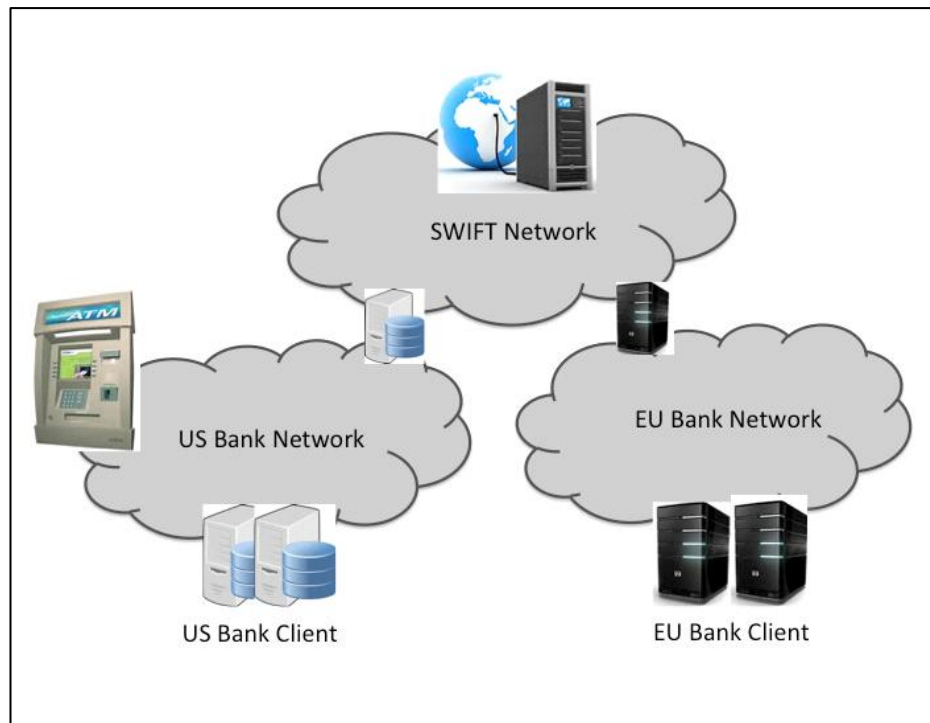 SWIFT Network
ATM
US Bank Network
EU Bank Network
US Bank Client
EU Bank Client